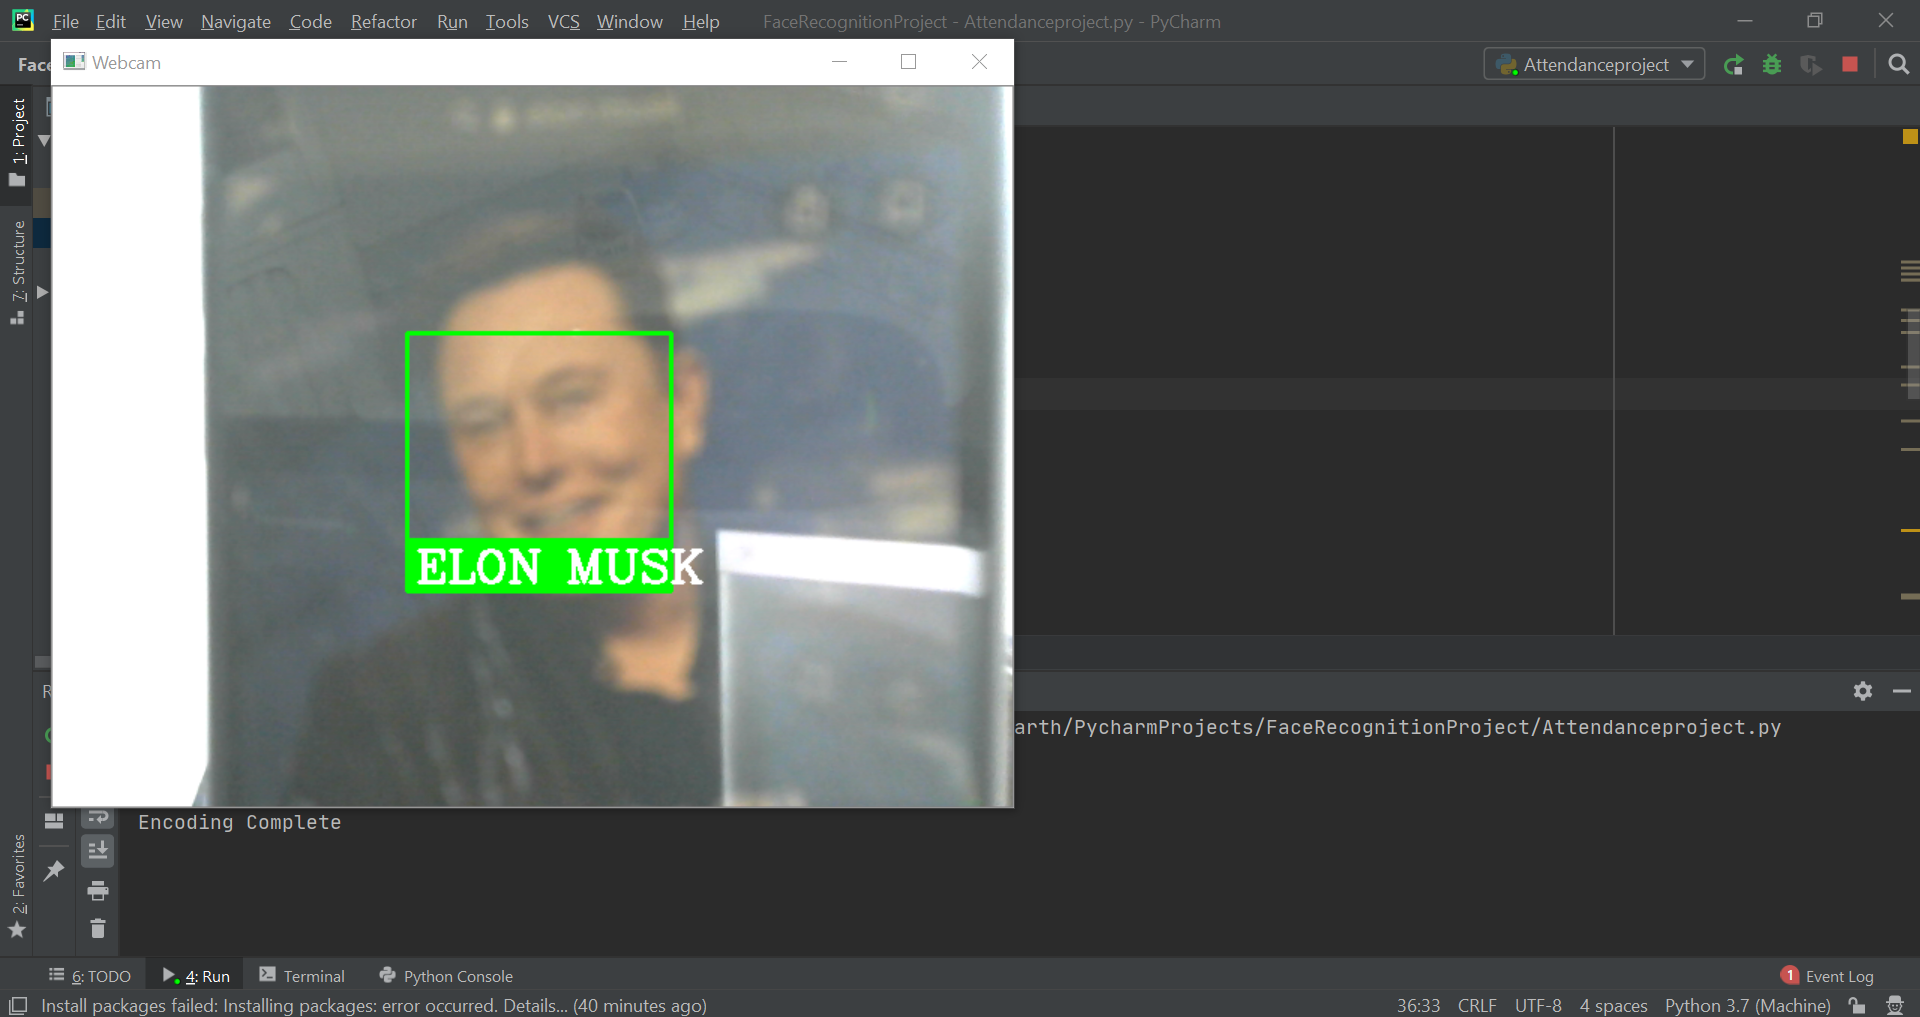 File Edit View Navigate Code Refactor Run Tools VCS Window Help FaceRecognitionProject - Attendanceproject.py - PyCharm
Webcam
Face
Attendanceproject
1: Project
7: Structure
ELON MUSK
R
arth/PycharmProjects/FaceRecognitionProject/Attendanceproject.py
Encoding Complete
2: Favorites
6: TODO 4: Run Terminal Python Console 1 Event Log
Install packages failed: Installing packages: error occurred. Details... (40 minutes ago) 36:33 CRLF UTF-8 4 spaces Python 3.7 (Machine)